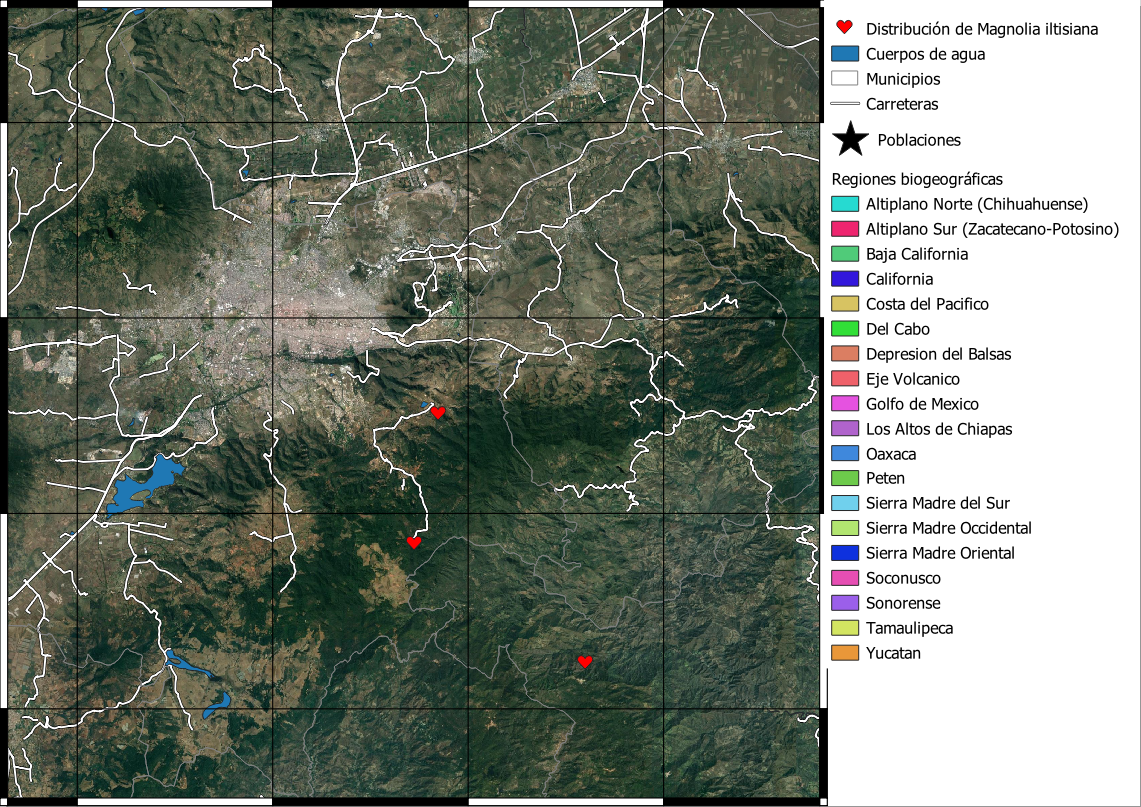 Distribución de Magnolia iltisiana
Cuerpos de agua
Municipios
Carreteras
Poblaciones
Regiones biogeográficas
Altiplano Norte (Chihuahuense)
Altiplano Sur (Zacatecano-Potosino)
Baja California
California
Costa del Pacifico
Del Cabo
Depresion del Balsas
Eje Volcanico
Golfo de Mexico
Los Altos de Chiapas
Oaxaca
Peten
Sierra Madre del Sur
Sierra Madre Occidental
Sierra Madre Oriental
Soconusco
Sonorense
Tamaulipeca
Yucatan